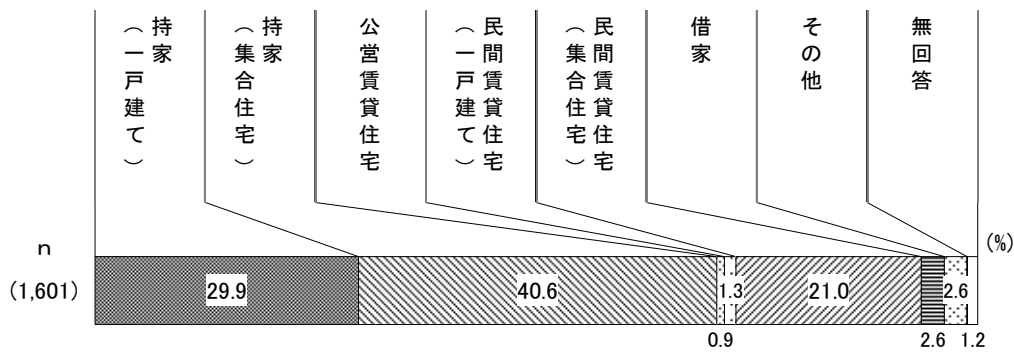 持家
（一戸建て）
持家
（集合住宅）
公営賃貸住宅
民間賃貸住宅
（一戸建て）
民間賃貸住宅
（集合住宅）
借家
その他
無回答
n
(%)
(1,601)
29.9
40.6
1.3
21.0
2.6
0.9
2.6
1.2